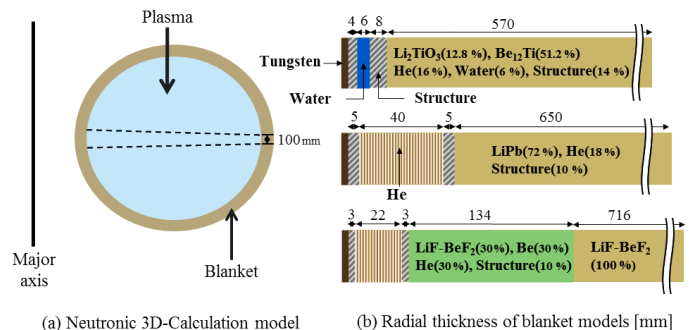 Plasma
100 mm
Major
axis
Blanket
(a) Neutronic 3D-Calculation model
4 6 8 570
Tungsten
Li₂TiO₃(12.8 %), Be₁₂Ti(51.2 %)
He(16 %), Water(6 %), Structure(14 %)
Water Structure
5 40 5 650
LiPb(72 %), He(18 %)
Structure(10 %)
He
3 22 3 134 716
LiF-BeF₂(30%), Be(30%)
He(30%), Structure(10 %)
LiF-BeF₂
(100%)
(b) Radial thickness of blanket models [mm]